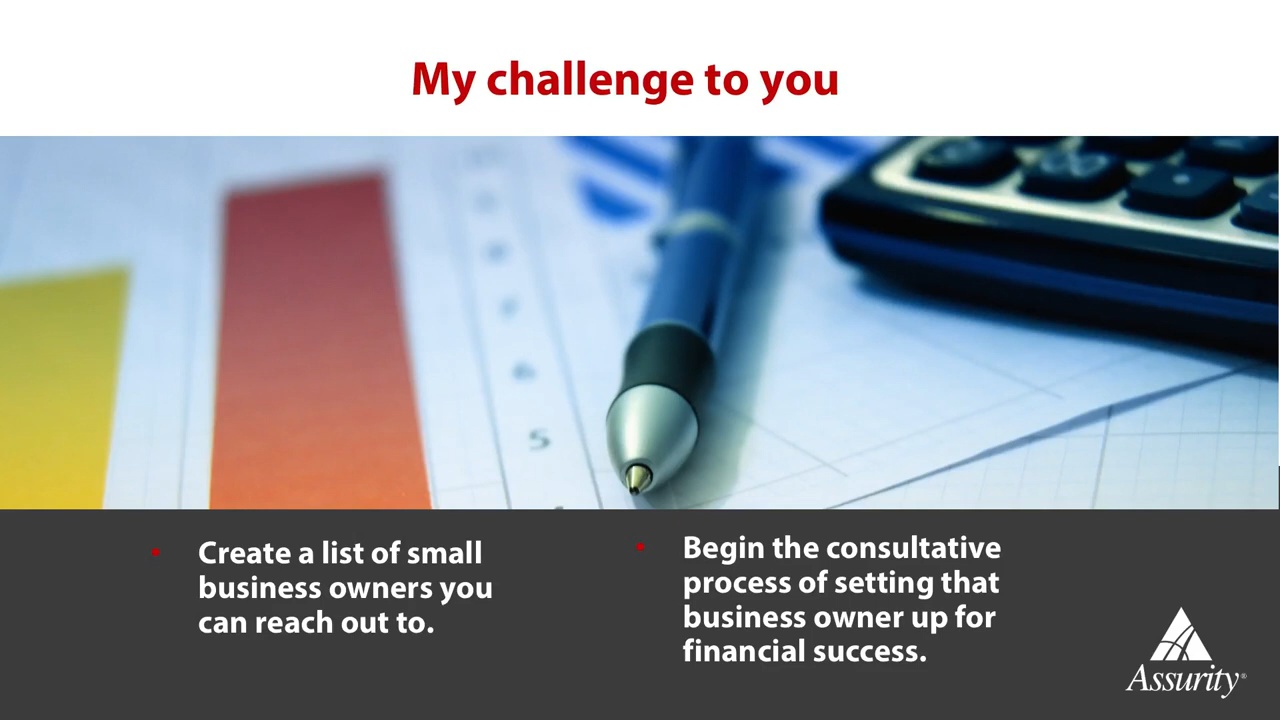 My challenge to you
5
• Create a list of small
business owners you
can reach out to.
• Begin the consultative
process of setting that
business owner up for
financial success.
Assurity®